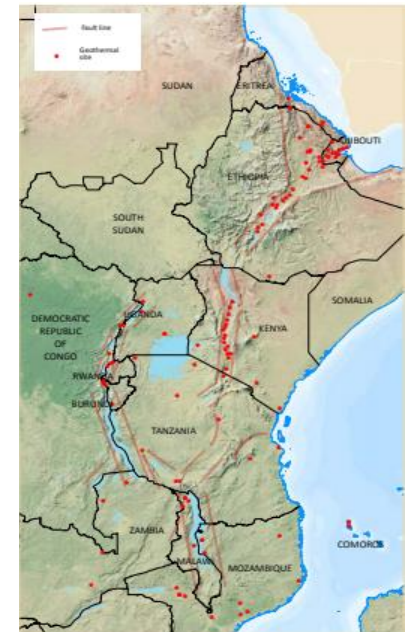 Fault line
Geothermal
site
SUDAN
ERITREA
DJIBOUTI
ETHIOPIA
SOUTH
SUDAN
SOMALIA
UGANDA
KENYA
DEMOCRATIC
REPUBLIC
OF
CONGO
RWANDA
BURUNDI
TANZANIA
ZAMBIA
MALAWI
COMOROS
MOZAMBIQUE